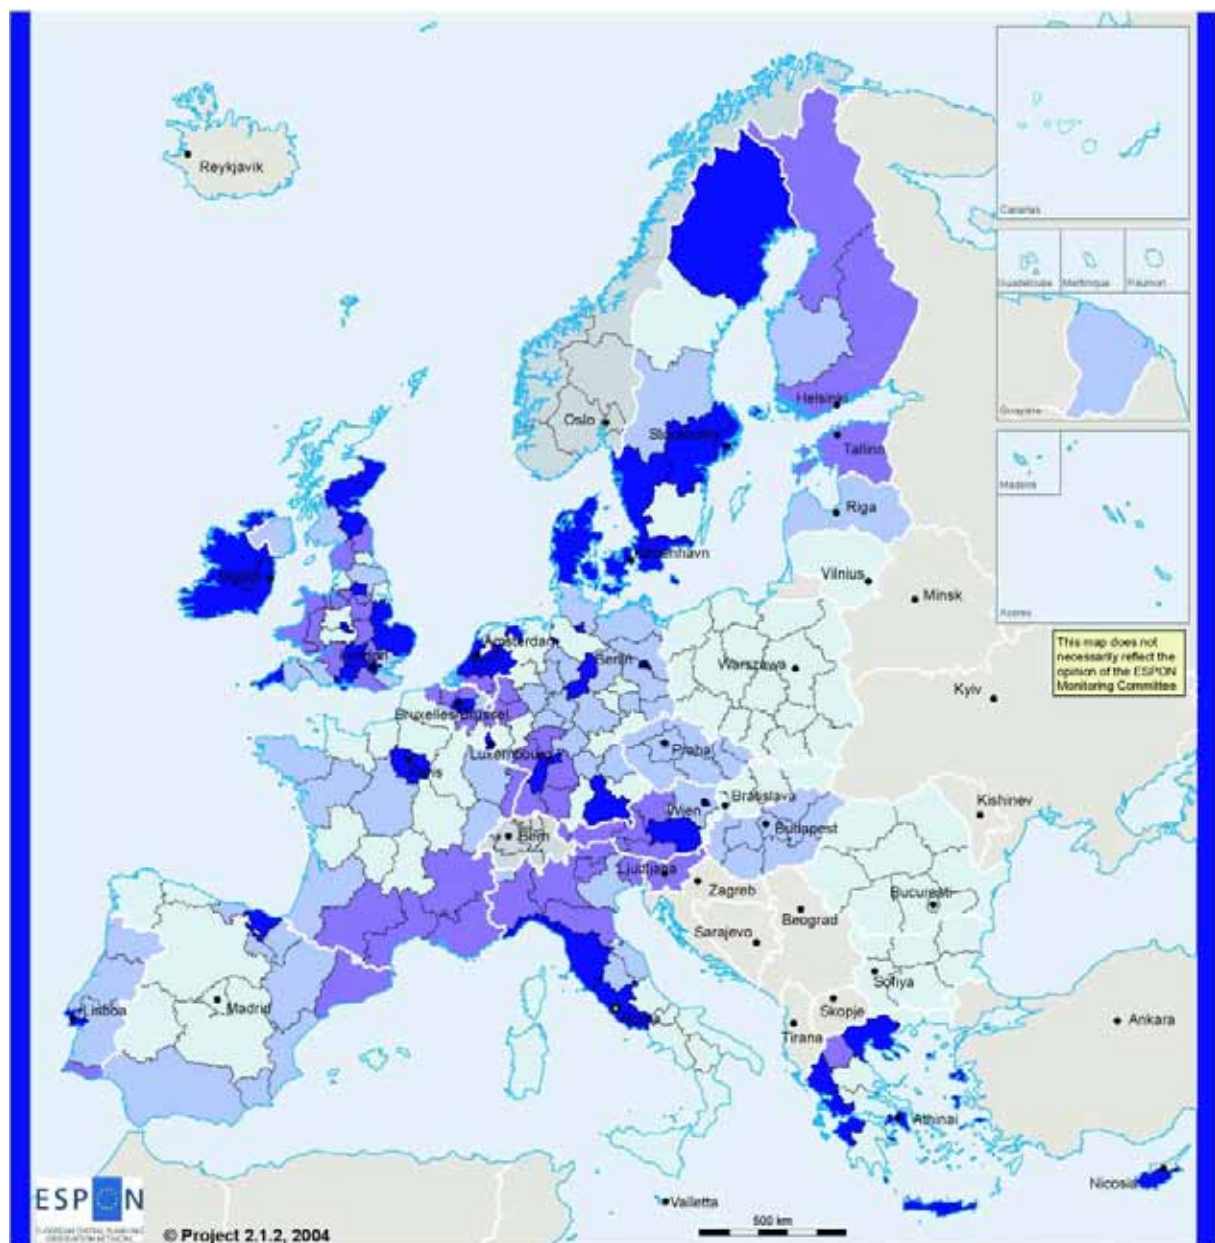 Reykjavik
Canarias
Guadeloupe
Martinique
Réunion
Guyane
Helsinki
Oslo
Stockholm
Tallinn
Madeira
Riga
København
Vilnius
Minsk
Acores
Amsterdam
Berlin
Warszawa
This map does not
necessarily reflect the
opinion of the ESPON
Monitoring Committee
Kyiv
Bruxelles/Brussel
Luxembourg
Praha
Paris
Wien
Bratislava
Kishinev
Bern
Budapest
Ljubljana
Zagreb
Bucuresti
Beograd
Sarajevo
Sofiya
Lisboa
Madrid
Skopje
Tirana
Ankara
Athinai
Nicosia
ESPON
Valletta
500 km
© Project 2.1.2, 2004